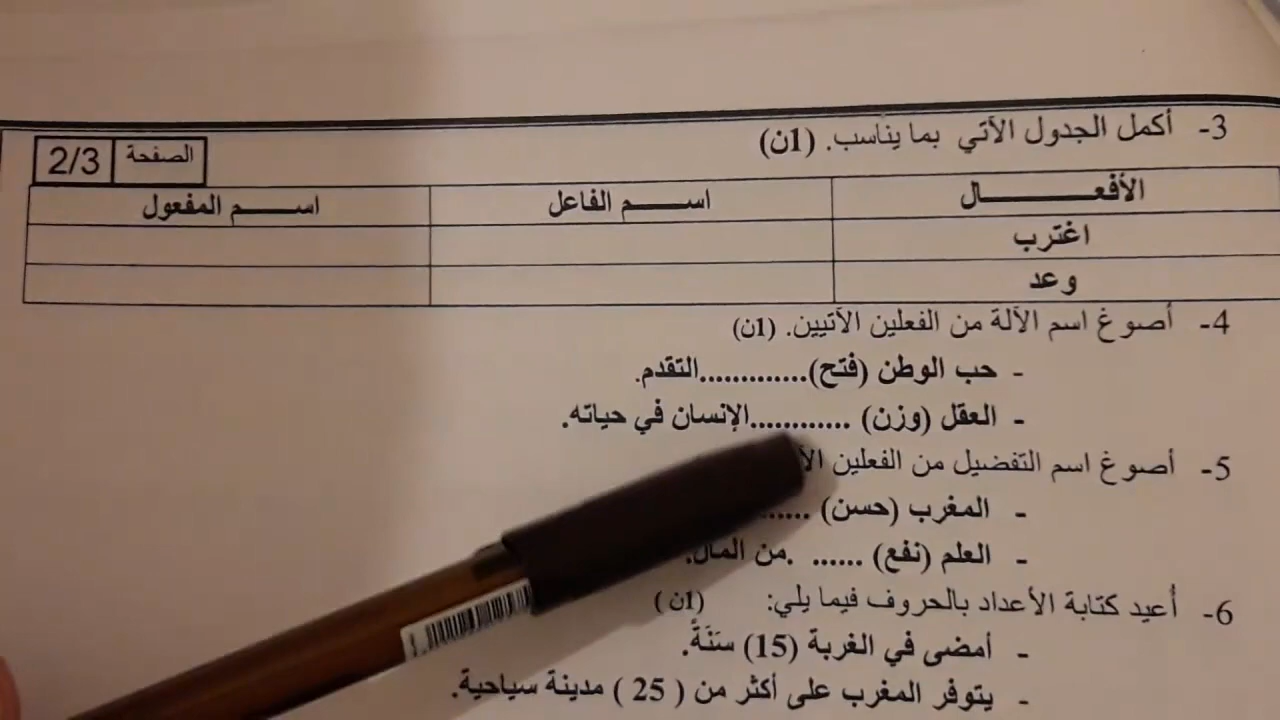 3- أكمل الجدول الآتي بما يناسب. (1ن)
الصفحة 2/3
الأفعـــــــــــال اســـــم الفاعل اســـــم المفعول
اغترب
وعد
4- أصوغ اسم الآلة من الفعلين الآتيين. (1ن)
- حب الوطن (فتح).............التقدم.
- العقل (وزن) ............الإنسان في حياته.
5- أصوغ اسم التفضيل من الفعلين
- المغرب (حسن) .....
- العلم (نفع) ...... .من المال.
6- أعيد كتابة الأعداد بالحروف فيما يلي: (1ن)
- أمضى في الغربة (15) سَنَةً.
- يتوفر المغرب على أكثر من ( 25 ) مدينة سياحية.